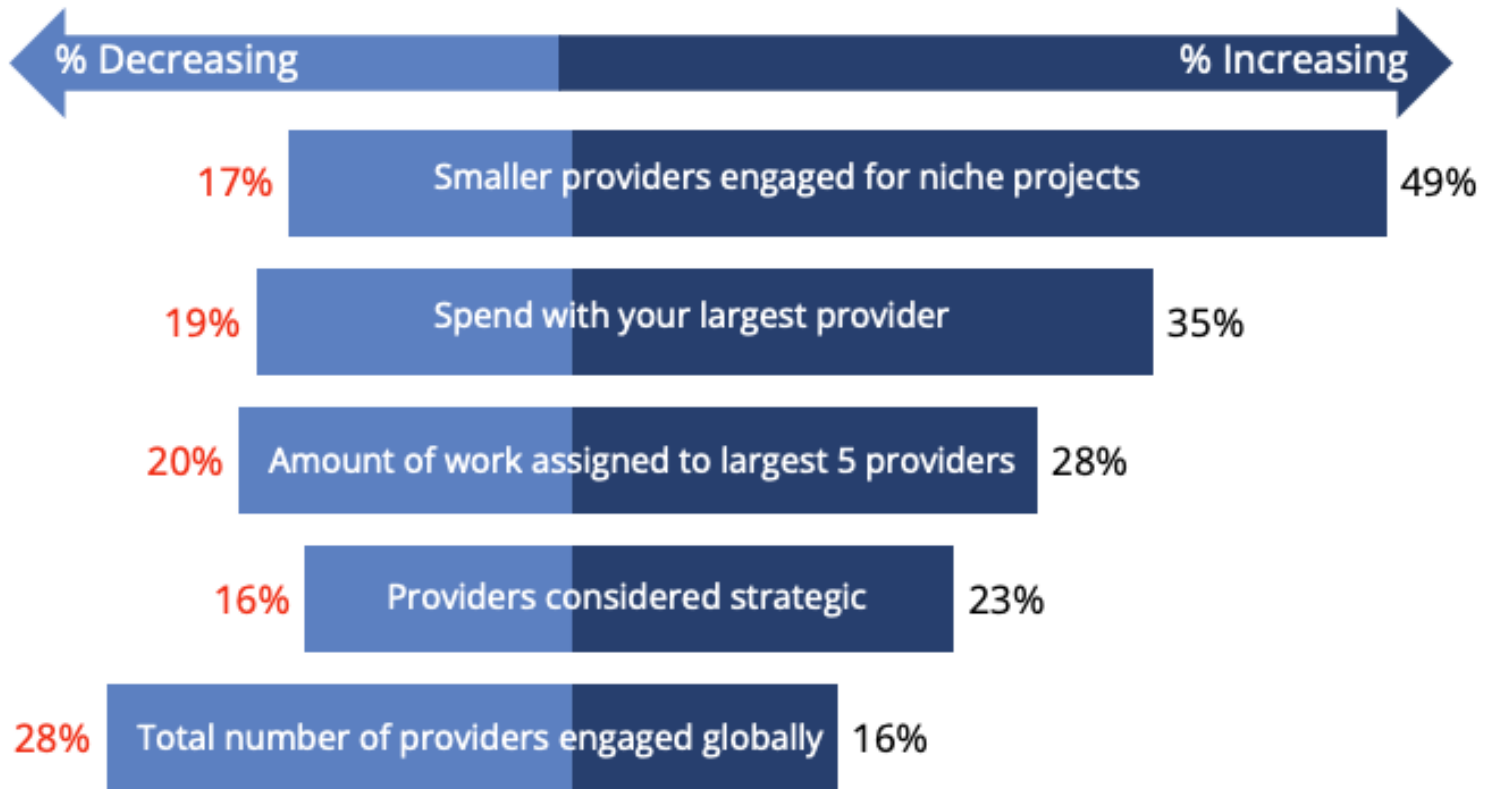 % Decreasing % Increasing
17% Smaller providers engaged for niche projects 49%
19% Spend with your largest provider 35%
20% Amount of work assigned to largest 5 providers 28%
16% Providers considered strategic 23%
28% Total number of providers engaged globally 16%